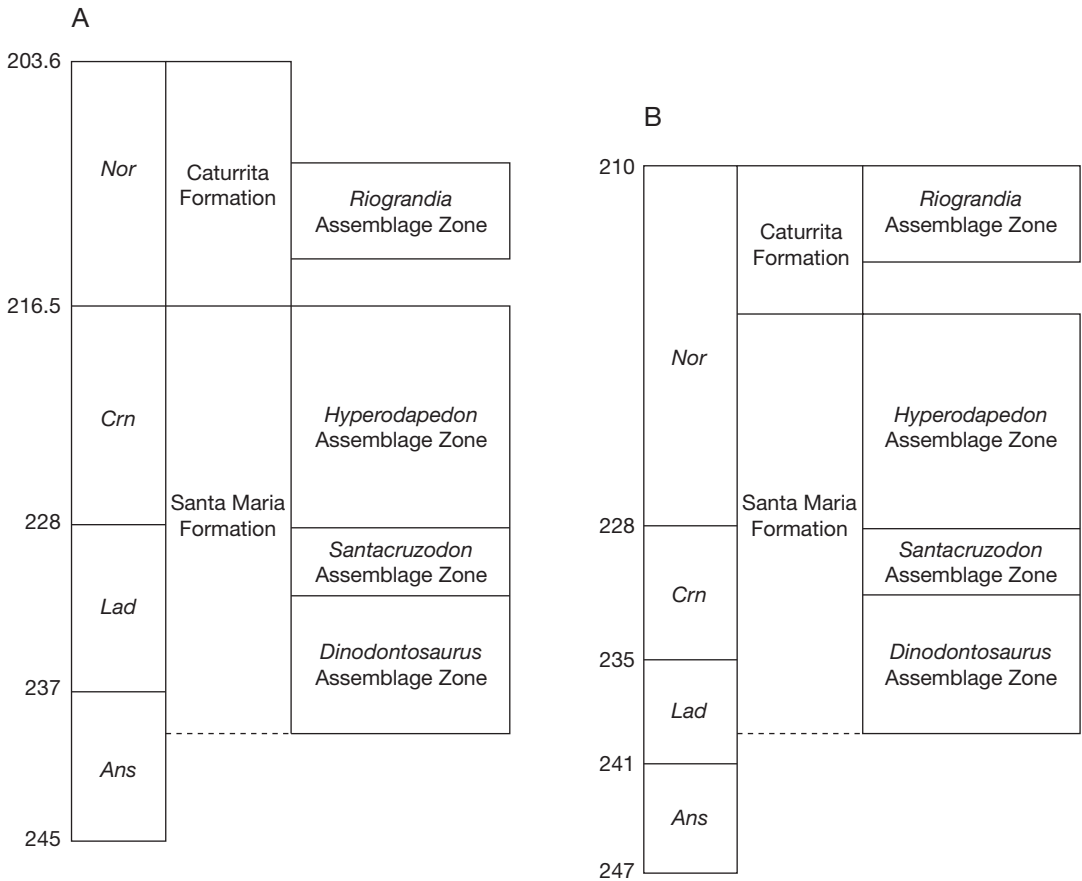 A
203.6
Nor
Caturrita
Formation
Riograndia
Assemblage Zone
216.5
Crn
Hyperodapedon
Assemblage Zone
Santa Maria
Formation
228
Santacruzodon
Assemblage Zone
Lad
Dinodontosaurus
Assemblage Zone
237
Ans
245
B
210
Riograndia
Assemblage Zone
Caturrita
Formation
Nor
Hyperodapedon
Assemblage Zone
Santa Maria
Formation
228
Santacruzodon
Assemblage Zone
Crn
235
Dinodontosaurus
Assemblage Zone
Lad
241
Ans
247